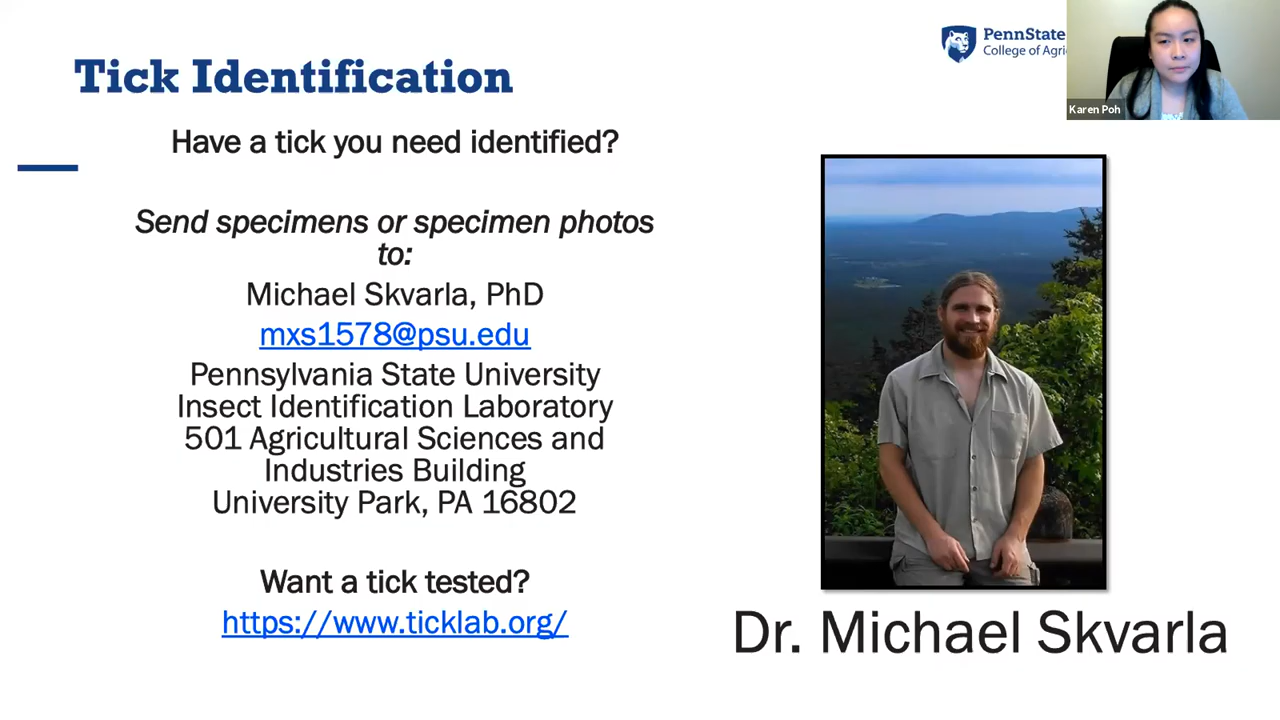 Tick Identification
PennState
College of Agri
Karen Poh
Have a tick you need identified?
Send specimens or specimen photos
to:
Michael Skvarla, PhD
mxs1578@psu.edu
Pennsylvania State University
Insect Identification Laboratory
501 Agricultural Sciences and
Industries Building
University Park, PA 16802
Want a tick tested?
https://www.ticklab.org/
Dr. Michael Skvarla